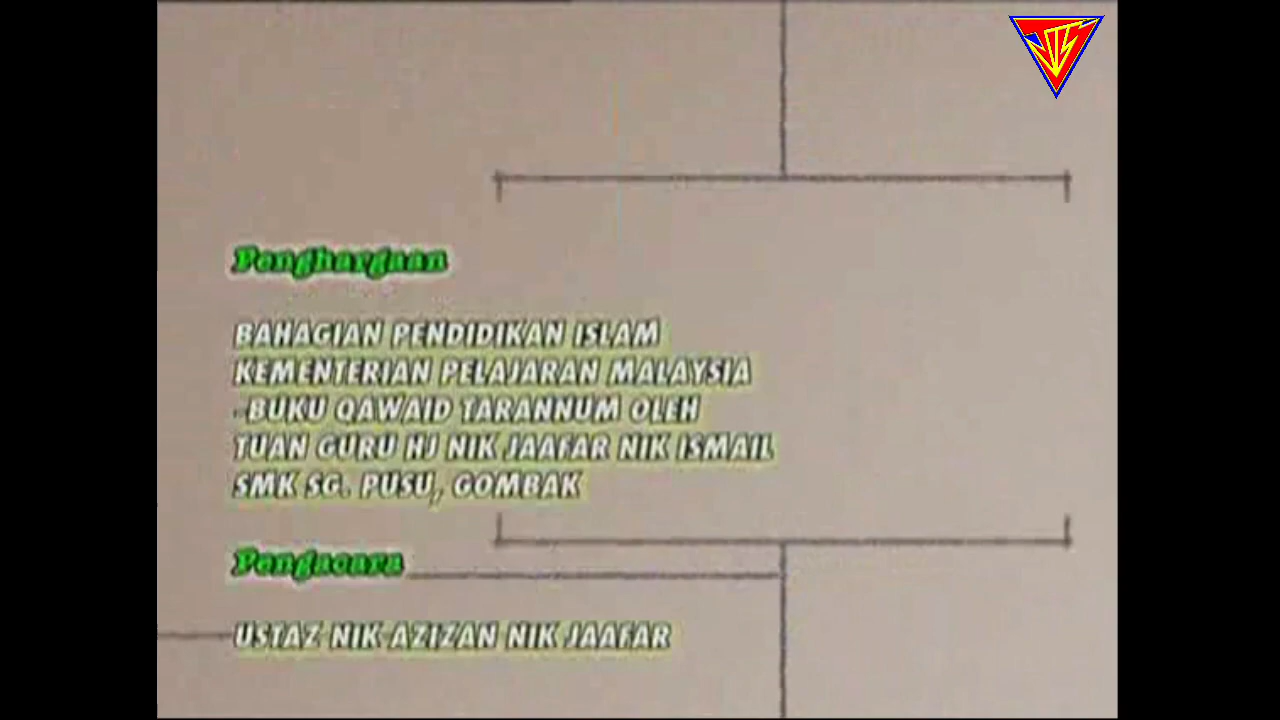 Penghargaan
BAHAGIAN PENDIDIKAN ISLAM
KEMENTERIAN PELAJARAN MALAYSIA
-BUKU QAWAID TARANNUM OLEH
TUAN GURU HJ NIK JAAFAR NIK ISMAIL
SMK SG. PUSU, GOMBAK
Pengacara
USTAZ NIK AZIZAN NIK JAAFAR